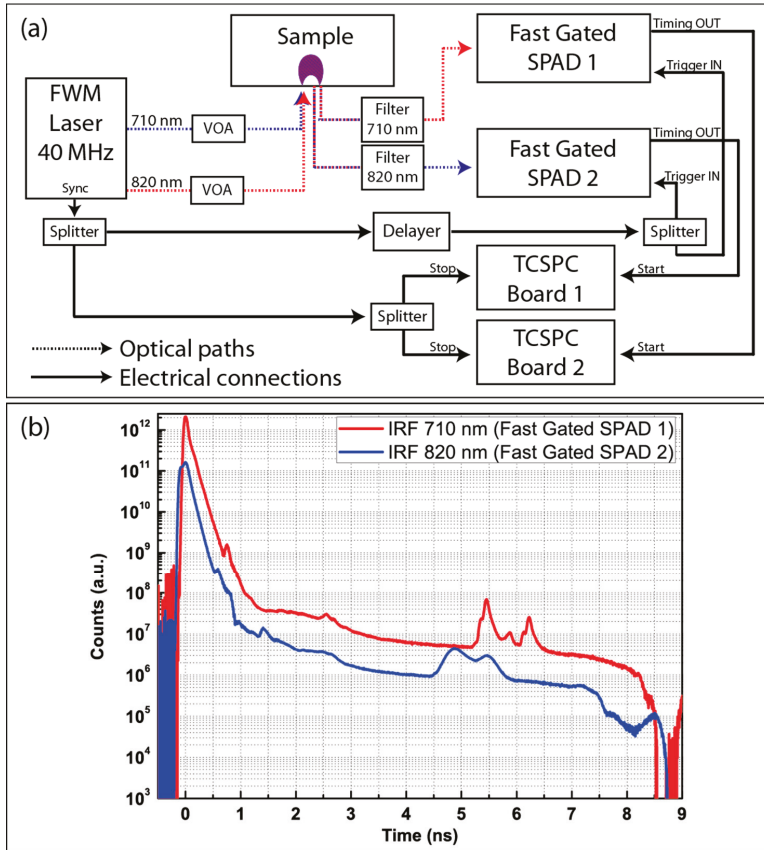 (a)
Sample
FWM
Laser
40 MHz
Sync
710 nm
VOA
820 nm
VOA
Filter
710 nm
Filter
820 nm
Fast Gated
SPAD 1
Timing OUT
Trigger IN
Fast Gated
SPAD 2
Timing OUT
Trigger IN
Splitter
Delayer
Splitter
Splitter
Stop
TCSPC
Board 1
Start
Stop
TCSPC
Board 2
Start
Optical paths
Electrical connections
(b)
IRF 710 nm (Fast Gated SPAD 1)
IRF 820 nm (Fast Gated SPAD 2)
Counts (a.u.)
10¹²
10¹¹
10¹⁰
10⁹
10⁸
10⁷
10⁶
10⁵
10⁴
10³
0 1 2 3 4 5 6 7 8 9
Time (ns)